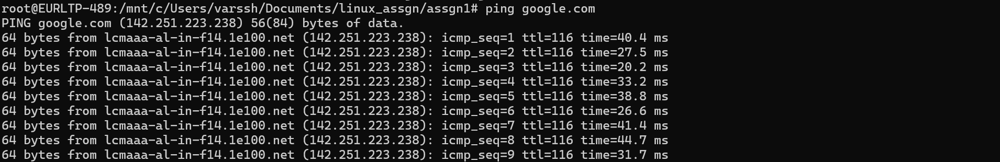 root@EURLTP-489:/mnt/c/Users/varssh/Documents/linux_assgn/assgn1# ping google.com
PING google.com (142.251.223.238) 56(84) bytes of data.
64 bytes from lcmaaa-al-in-f14.1e100.net (142.251.223.238): icmp_seq=1 ttl=116 time=40.4 ms
64 bytes from lcmaaa-al-in-f14.1e100.net (142.251.223.238): icmp_seq=2 ttl=116 time=27.5 ms
64 bytes from lcmaaa-al-in-f14.1e100.net (142.251.223.238): icmp_seq=3 ttl=116 time=20.2 ms
64 bytes from lcmaaa-al-in-f14.1e100.net (142.251.223.238): icmp_seq=4 ttl=116 time=33.2 ms
64 bytes from lcmaaa-al-in-f14.1e100.net (142.251.223.238): icmp_seq=5 ttl=116 time=38.8 ms
64 bytes from lcmaaa-al-in-f14.1e100.net (142.251.223.238): icmp_seq=6 ttl=116 time=26.6 ms
64 bytes from lcmaaa-al-in-f14.1e100.net (142.251.223.238): icmp_seq=7 ttl=116 time=41.4 ms
64 bytes from lcmaaa-al-in-f14.1e100.net (142.251.223.238): icmp_seq=8 ttl=116 time=44.7 ms
64 bytes from lcmaaa-al-in-f14.1e100.net (142.251.223.238): icmp_seq=9 ttl=116 time=31.7 ms